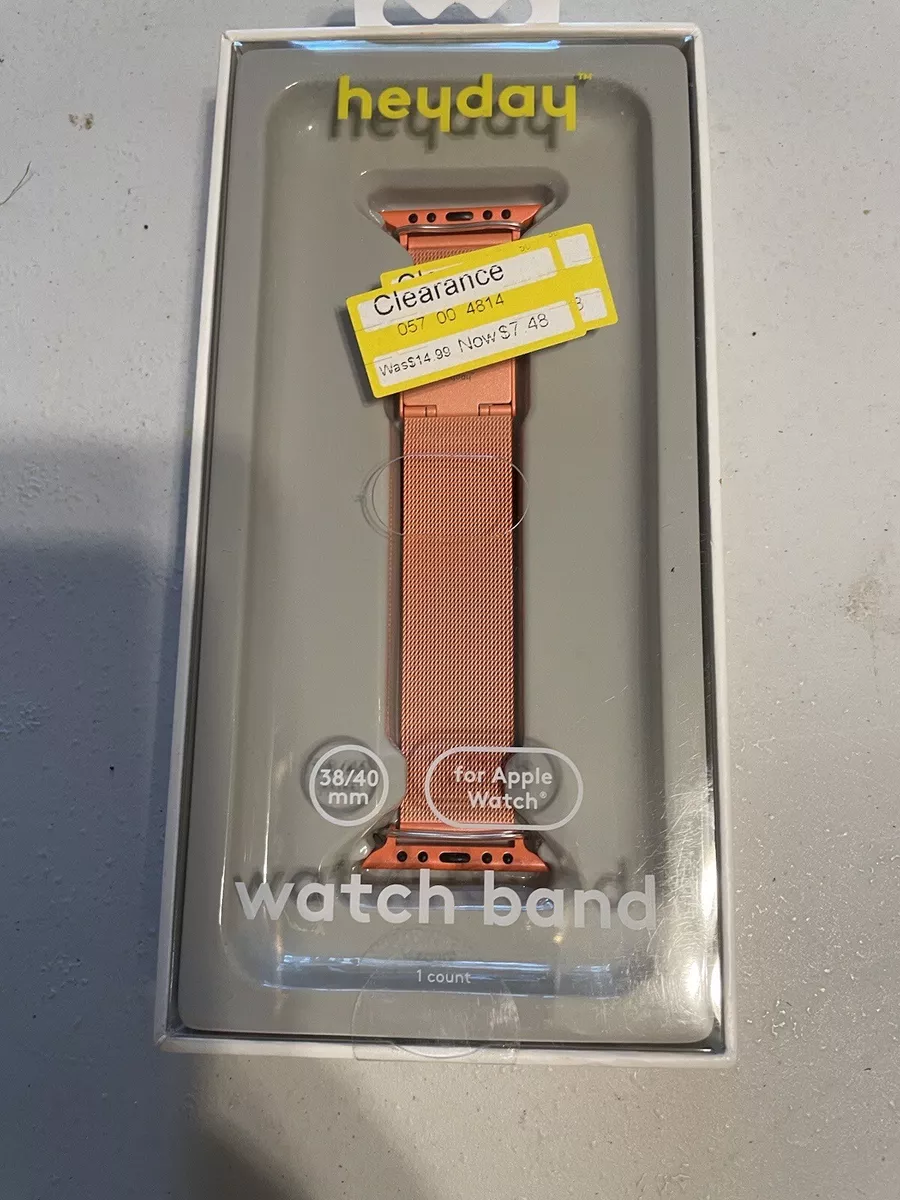 heyday™
Clearance
057 00 4814
Was$14.99 Now$7.48
38/40
mm
for Apple
Watch®
watch band
1 count